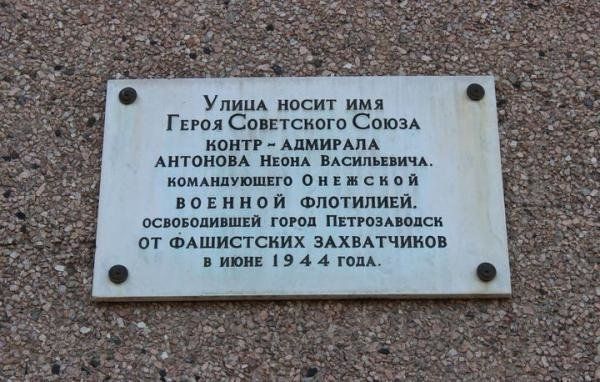 Улица носит имя
Героя Советского Союза
контр - адмирала
Антонова Неона Васильевича.
командующего Онежской
военной флотилией.
освободившей город Петрозаводск
от фашистских захватчиков
в июне 1944 года.